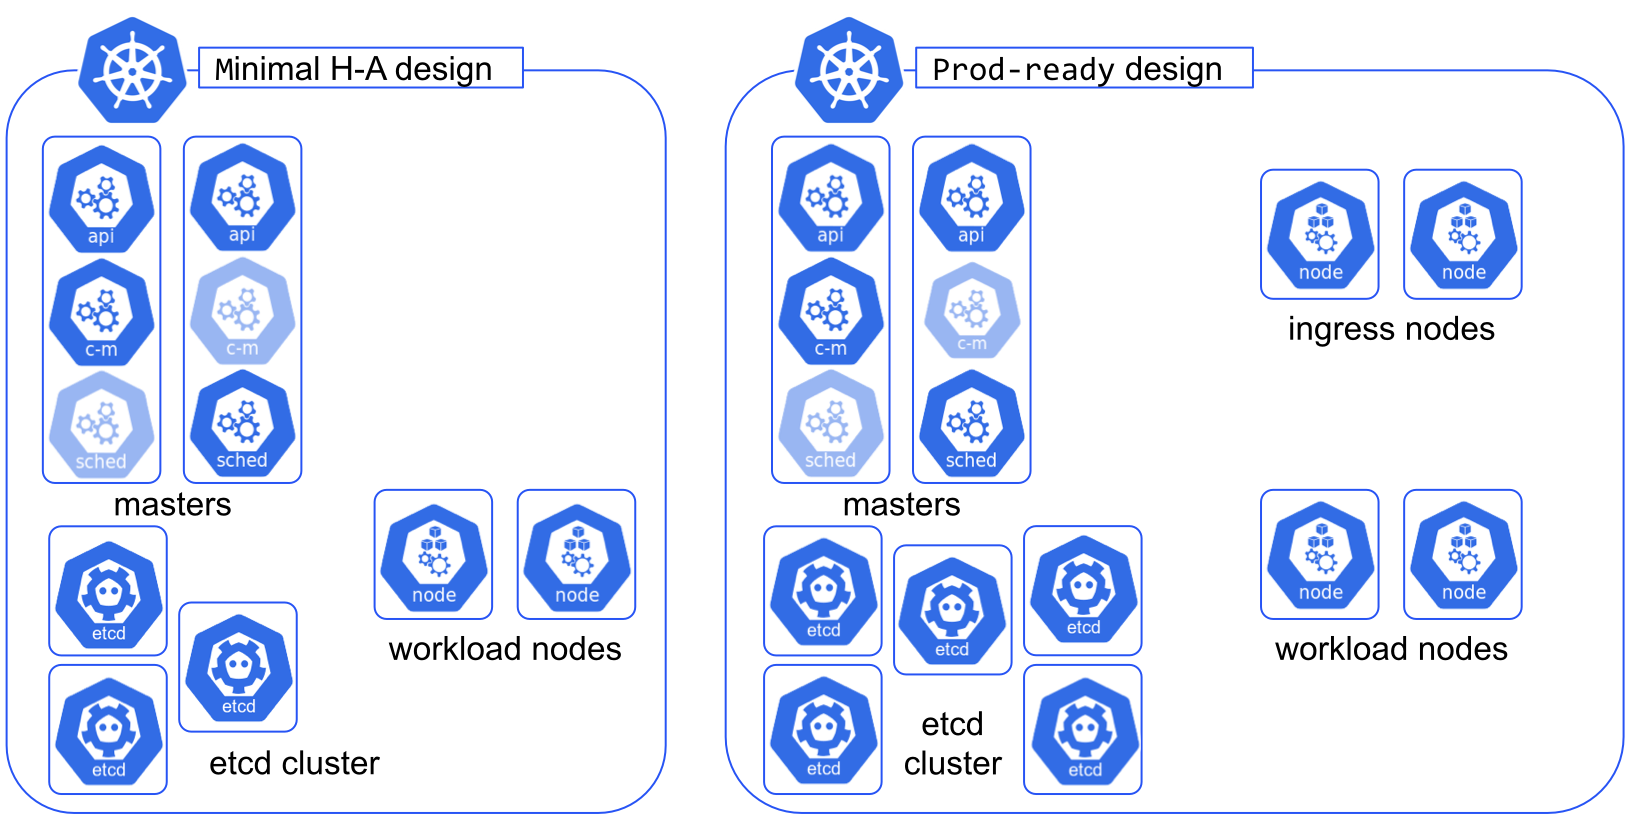 Minimal H-A design
api
api
c-m
c-m
sched
sched
masters
etcd
etcd
etcd
etcd cluster
node
node
workload nodes
Prod-ready design
api
api
c-m
c-m
sched
sched
masters
etcd
etcd
etcd
etcd
etcd
etcd
cluster
node
node
ingress nodes
node
node
workload nodes